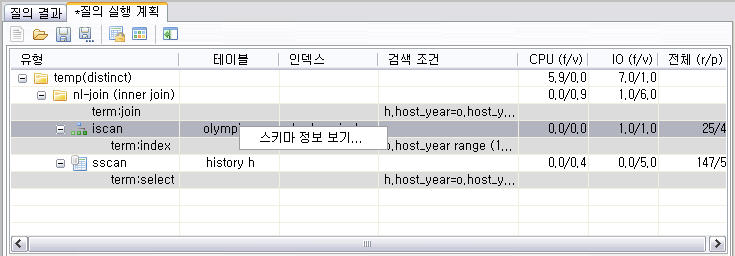 질의 결과 *질의 실행 계획
유형 테이블 인덱스 검색 조건 CPU (f/v) IO (f/v) 전체 (r/p)
temp(distinct) 5,9/0,0 7,0/1,0
nl-join (inner join) 0,0/0,9 1,0/6,0
term:join h,host_year=o,host_y,,,
iscan 0,0/0,0 1,0/1,0 25/4
스키마 정보 보기,,,
term:index o,host_year range (1,,,
sscan history h 0,0/0,4 0,0/5,0 147/5
term:select h,host_year=o,host_y,,,